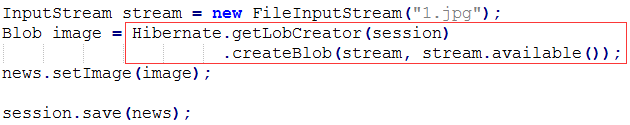 InputStream stream = new FileInputStream("1.jpg");
Blob image = Hibernate.getLobCreator(session)
.createBlob(stream, stream.available());
news.setImage(image);
session.save(news);